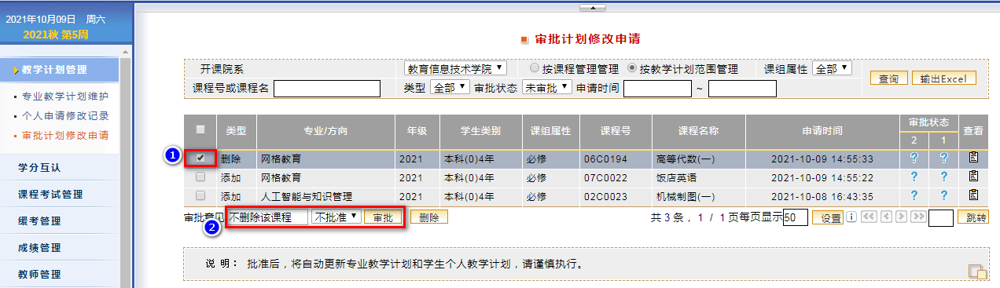 2021年10月09日 周六
2021秋 第5周
教学计划管理
专业教学计划维护
个人申请修改记录
审批计划修改申请
学分互认
课程考试管理
缓考管理
成绩管理
教师管理
审批计划修改申请
开课院系 教育信息技术学院 按课程管理管理 按教学计划范围管理 课组属性 全部
课程号或课程名 类型 全部 审批状态 未审批 申请时间 ~
查询 输出Excel
类型 专业/方向 年级 学生类别 课组属性 课程号 课程名称 申请时间 审批状态 查看
2 1
1
删除 网格教育 2021 本科(0)4年 必修 06C0194 高等代数(一) 2021-10-09 14:55:33 ? ?
添加 网格教育 2021 本科(0)4年 必修 07C0022 饭店英语 2021-10-09 14:55:22 ? ?
添加 人工智能与知识管理 2021 本科(0)4年 必修 02C0023 机械制图(一) 2021-10-08 16:43:35 ? ?
审批意见 不删除该课程 不批准 审批 删除 共3条，1 / 1 页每页显示 50 设置 跳转
2
说 明： 批准后，将自动更新专业教学计划和学生个人教学计划，请谨慎执行。